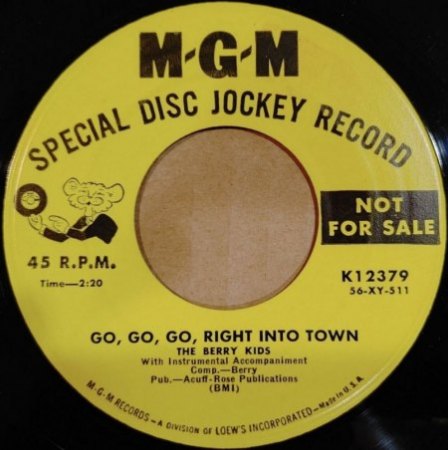 M-G-M
SPECIAL DISC JOCKEY RECORD
NOT
FOR SALE
45 R.P.M.
Time—2:20
K12379
56-XY-511
GO, GO, GO, RIGHT INTO TOWN
THE BERRY KIDS
With Instrumental Accompaniment
Comp.—Berry
Pub.—Acuff-Rose Publications
(BMI)
M-G-M RECORDS—A DIVISION OF LOEW'S INCORPORATED—Made in U.S.A.